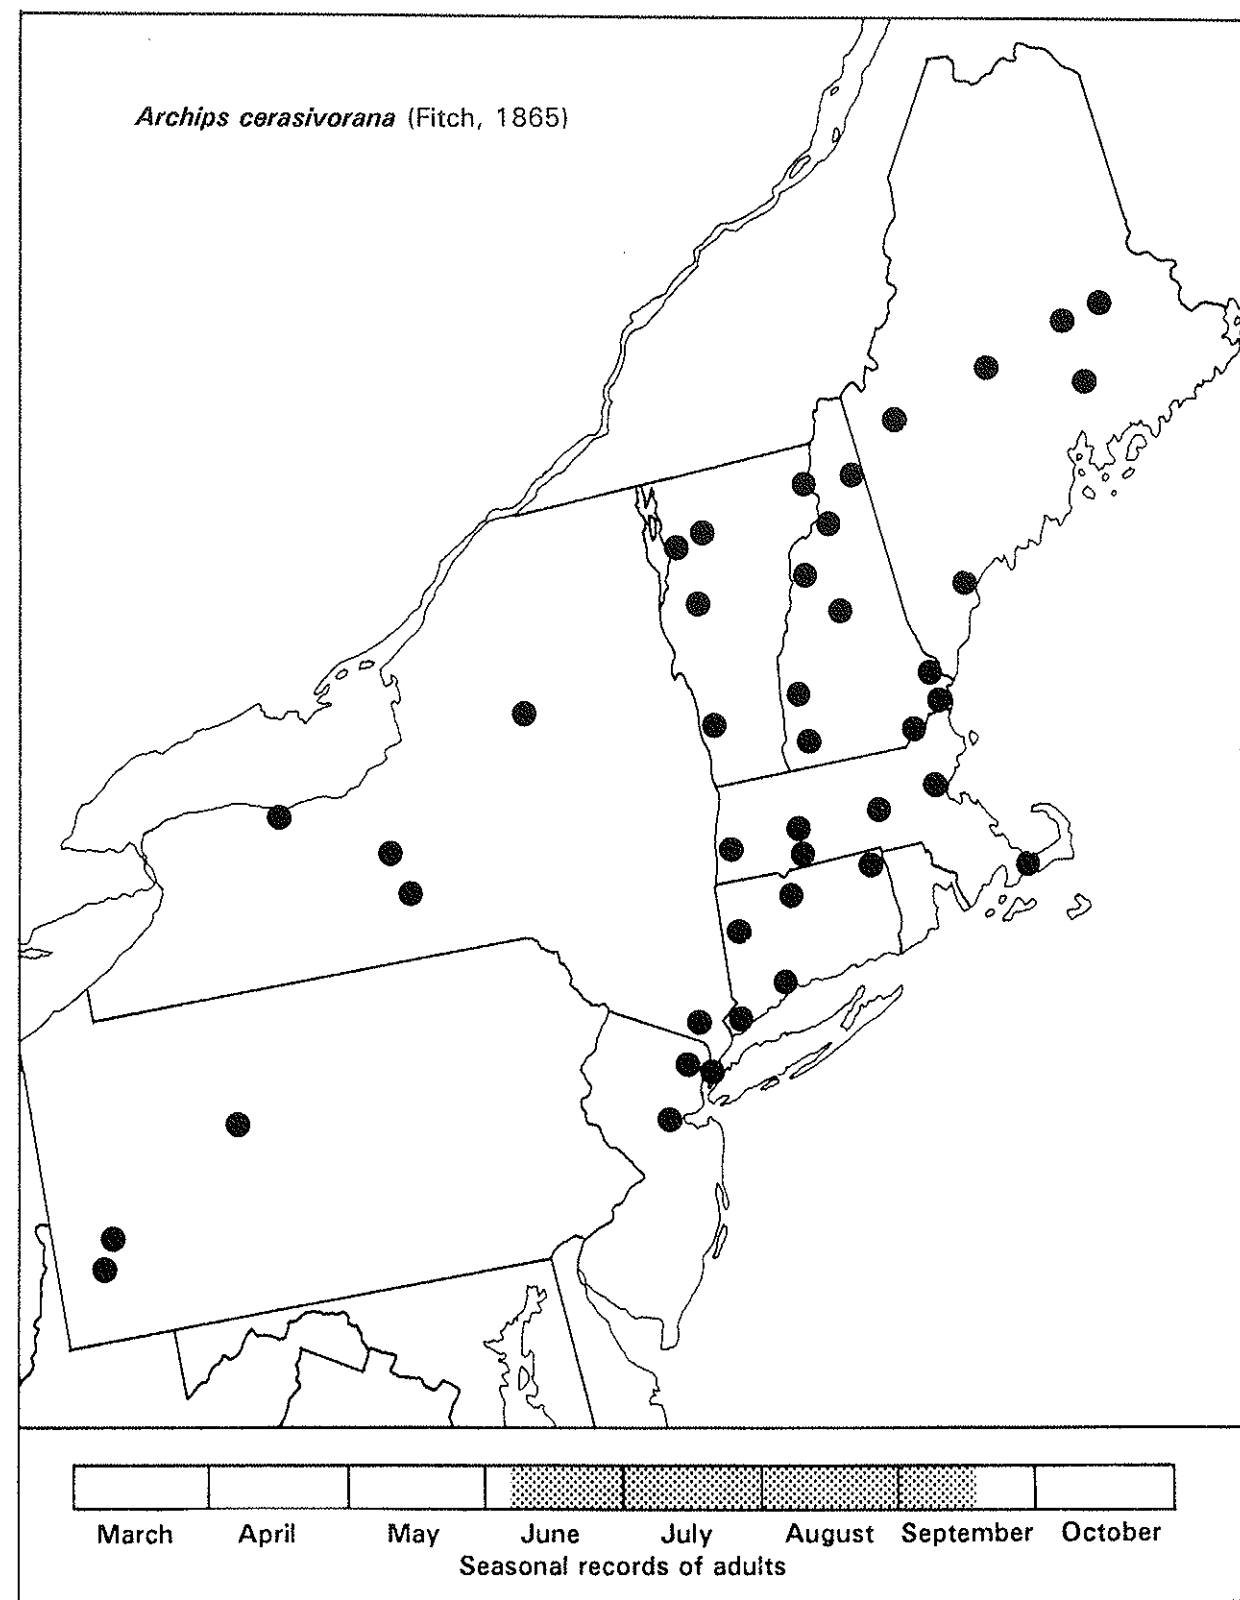 Archips cerasivorana (Fitch, 1865)
March April May June July August September October
Seasonal records of adults